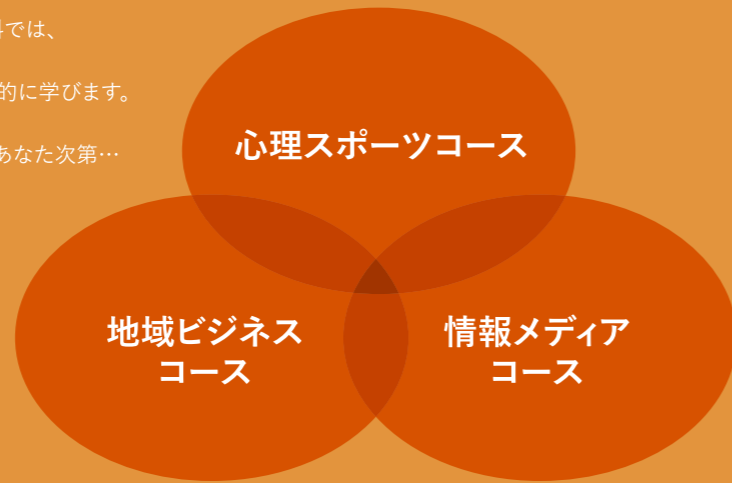 では、
的に学びます。
あなた次第…
心理スポーツコース
地域ビジネス
コース
情報メディア
コース